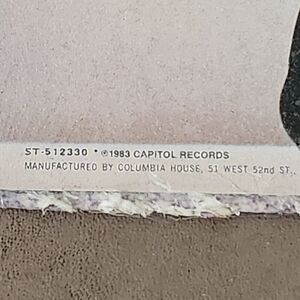 ST-512330 • ℗1983 CAPITOL RECORDS
MANUFACTURED BY COLUMBIA HOUSE, 51 WEST 52nd ST.,